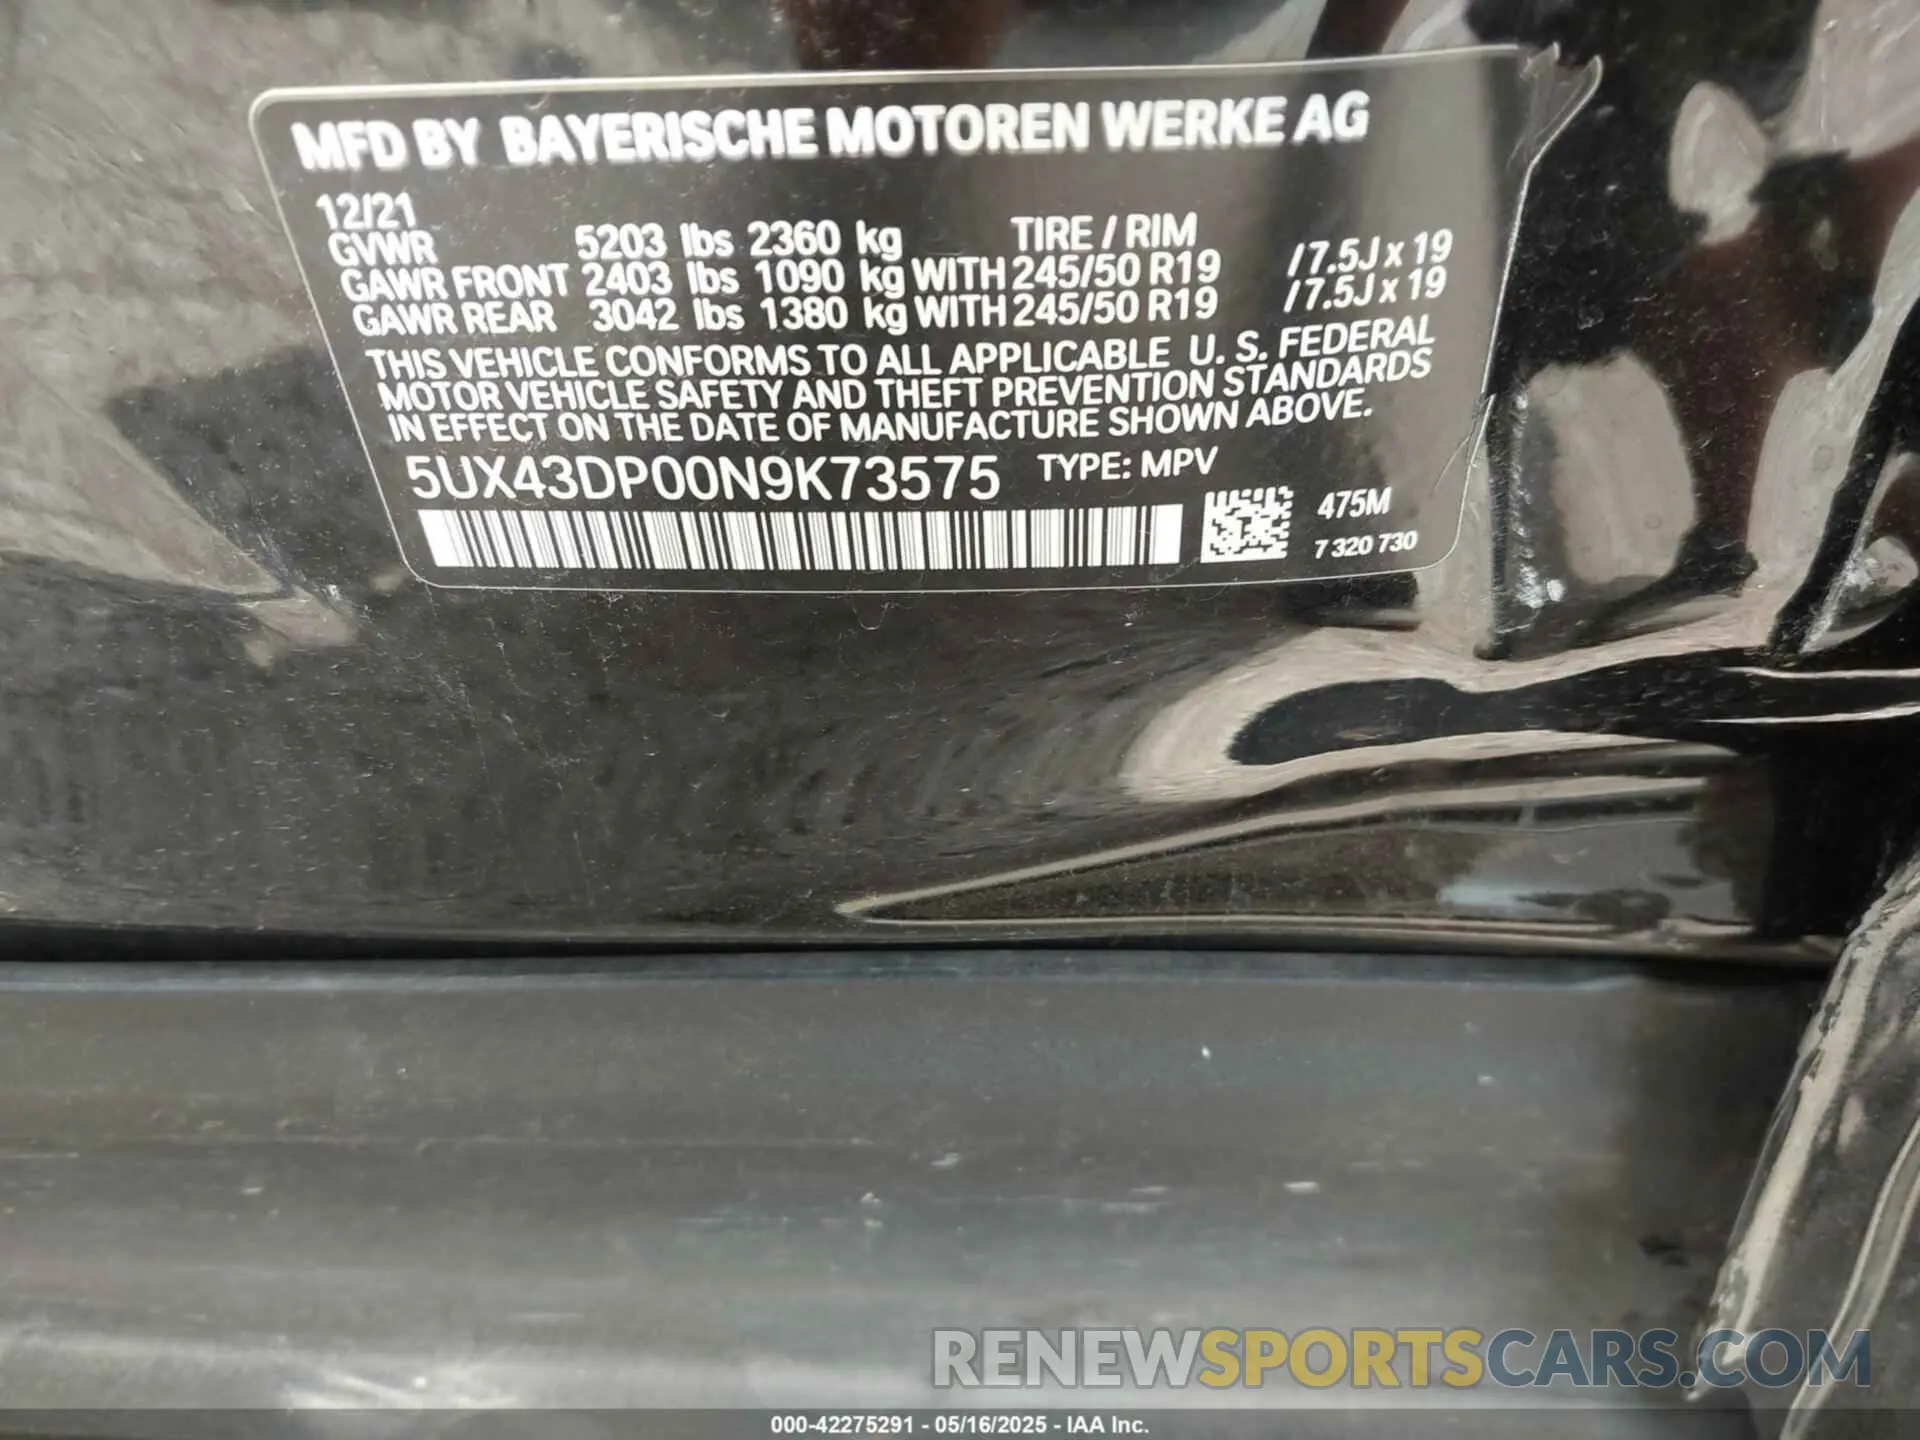 MFD BY BAYERISCHE MOTOREN WERKE AG
12/21
GVWR 5203 lbs 2360 kg TIRE / RIM
GAWR FRONT 2403 lbs 1090 kg WITH 245/50 R19 /7.5J x 19
GAWR REAR 3042 lbs 1380 kg WITH 245/50 R19 /7.5J x 19
THIS VEHICLE CONFORMS TO ALL APPLICABLE U. S. FEDERAL
MOTOR VEHICLE SAFETY AND THEFT PREVENTION STANDARDS
IN EFFECT ON THE DATE OF MANUFACTURE SHOWN ABOVE.
5UX43DP00N9K73575 TYPE: MPV
475M
7 320 730
RENEWSPORTSCARS.COM
000-42275291 - 05/16/2025 - IAA Inc.